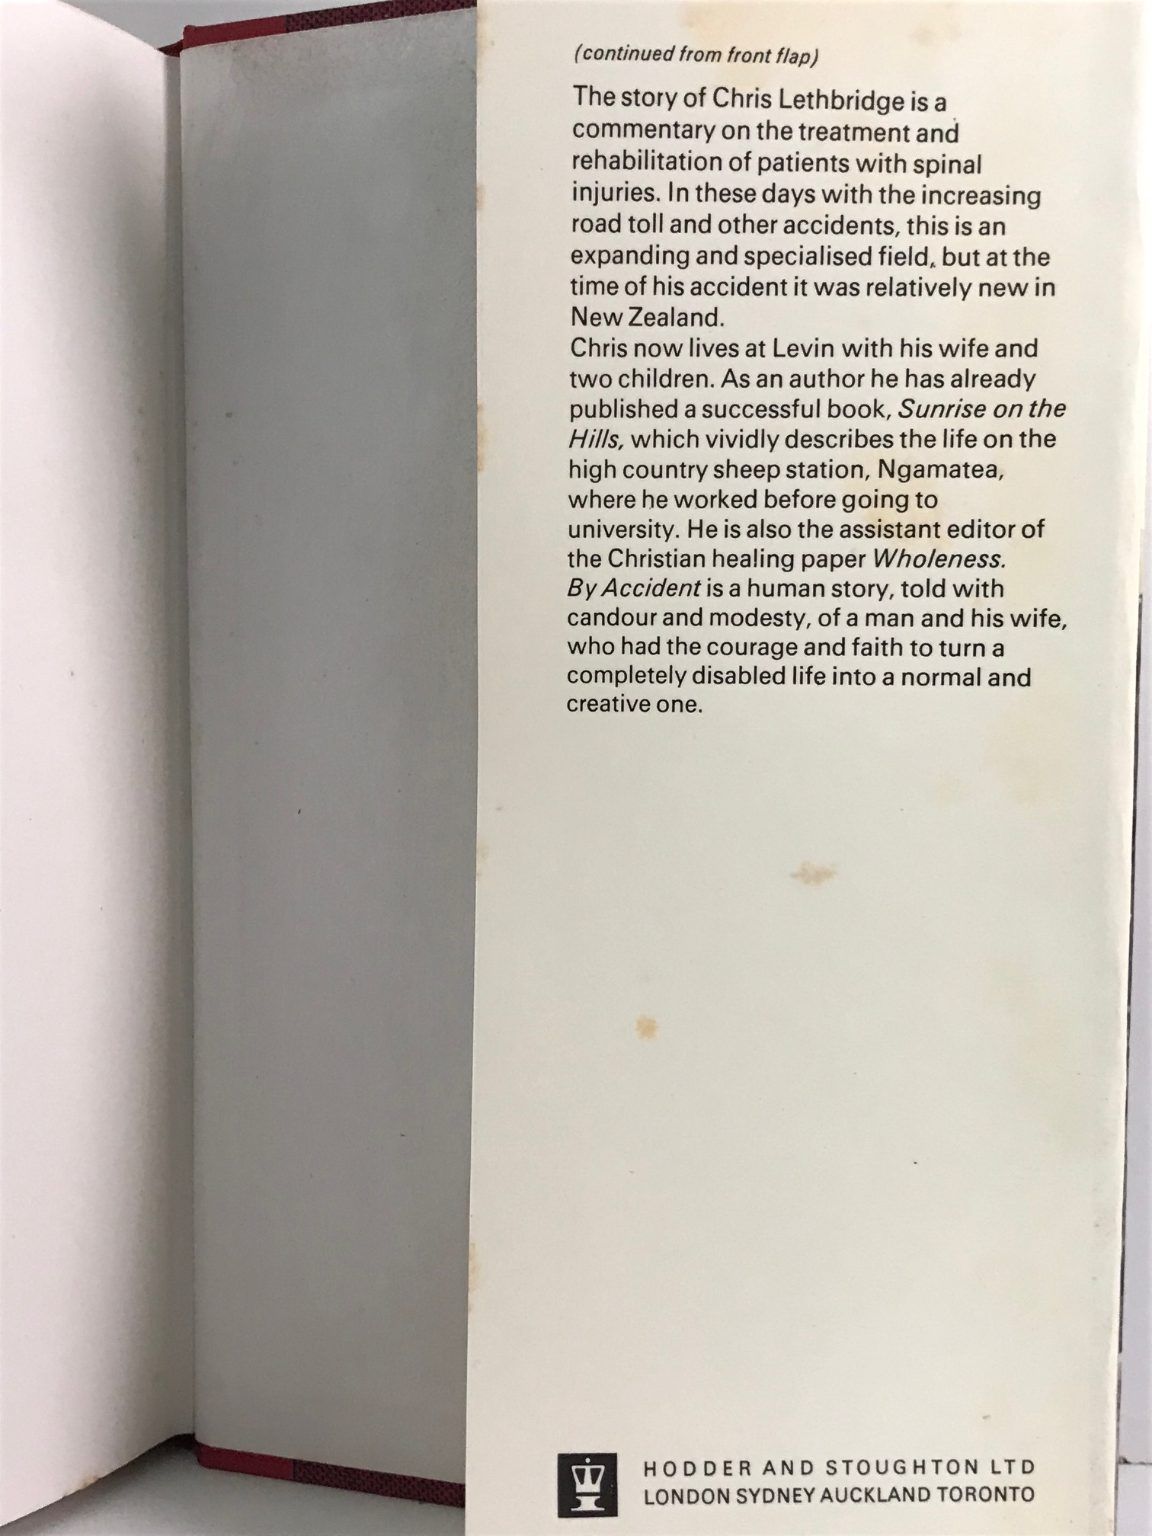 (continued from front flap)
The story of Chris Lethbridge is a
commentary on the treatment and
rehabilitation of patients with spinal
injuries. In these days with the increasing
road toll and other accidents, this is an
expanding and specialised field, but at the
time of his accident it was relatively new in
New Zealand.
Chris now lives at Levin with his wife and
two children. As an author he has already
published a successful book, Sunrise on the
Hills, which vividly describes the life on the
high country sheep station, Ngamatea,
where he worked before going to
university. He is also the assistant editor of
the Christian healing paper Wholeness.
By Accident is a human story, told with
candour and modesty, of a man and his wife,
who had the courage and faith to turn a
completely disabled life into a normal and
creative one.
HODDER AND STOUGHTON LTD
LONDON SYDNEY AUCKLAND TORONTO